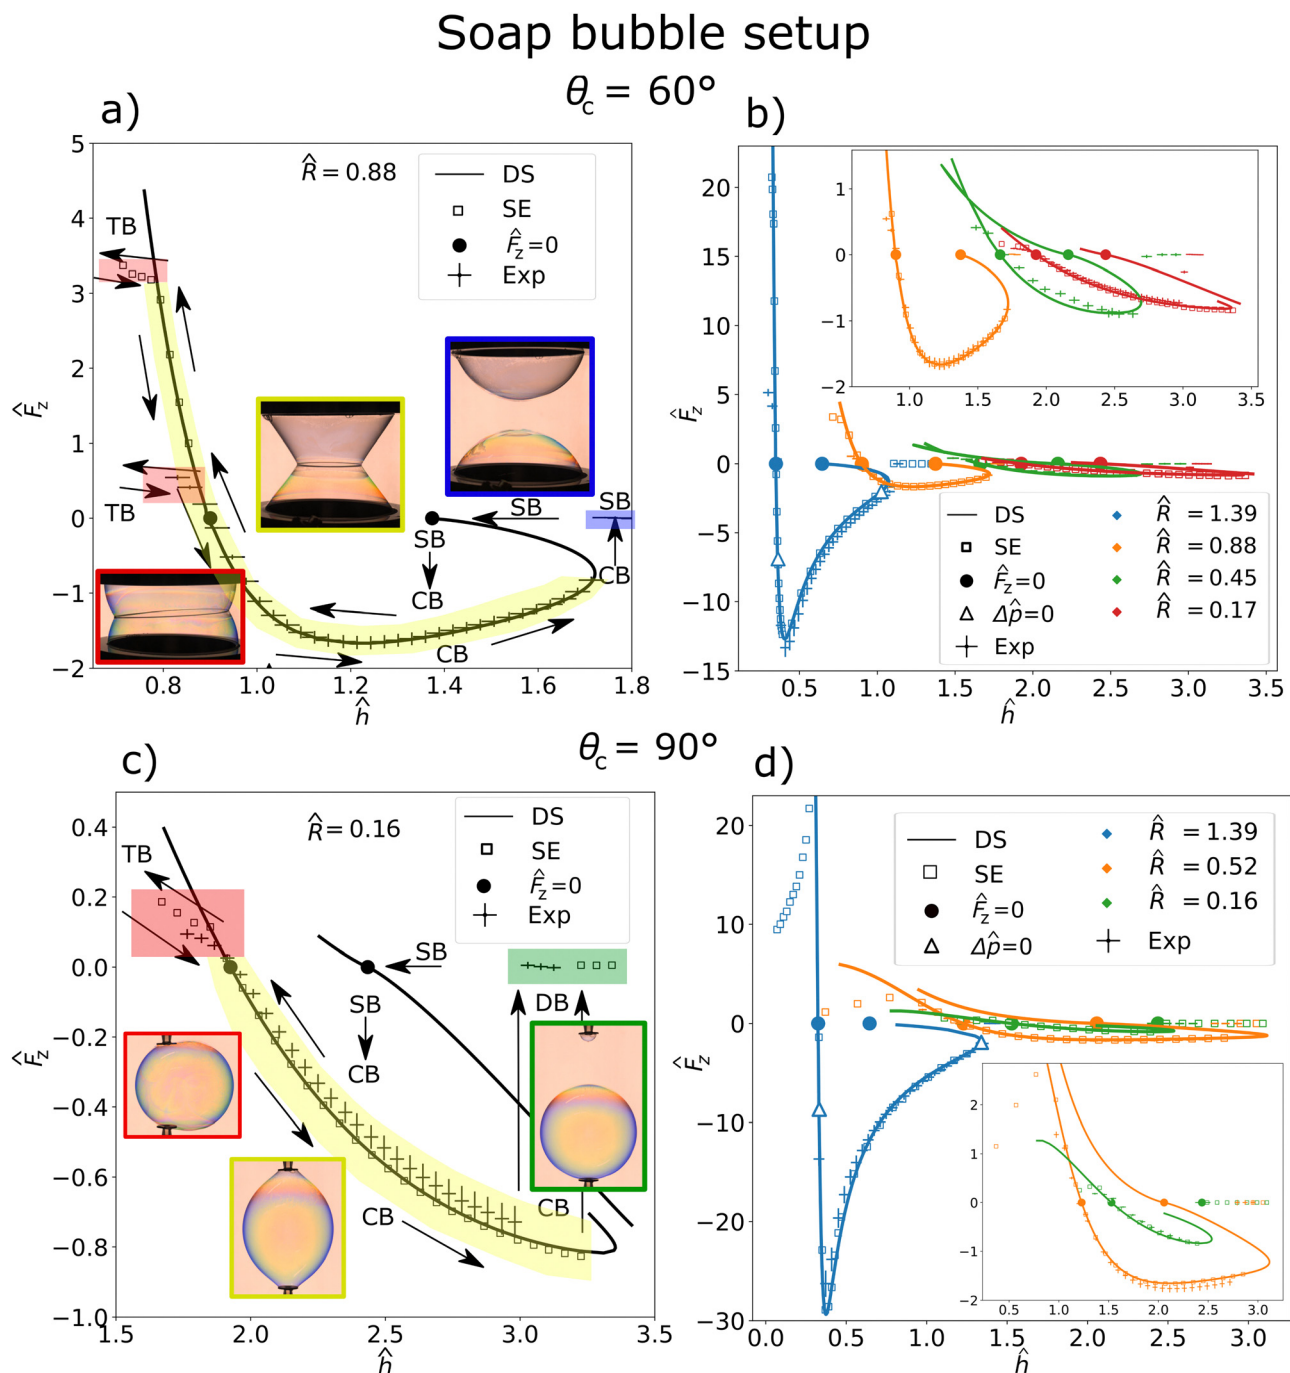 Soap bubble setup
θc = 60°
a)
R̂ = 0.88
DS
SE
F̂z=0
Exp
TB
TB
SB
SB
SB
CB
CB
CB
CB
F̂z
5
4
3
2
1
0
−1
−2
0.8 1.0 1.2 1.4 1.6 1.8
ĥ
b)
F̂z
20
15
10
5
0
−5
−10
−15
0.5 1.0 1.5 2.0 2.5 3.0 3.5
ĥ
1
0
−1
−2
1.0 1.5 2.0 2.5 3.0 3.5
DS
SE
F̂z=0
Δp̂=0
Exp
R̂ = 1.39
R̂ = 0.88
R̂ = 0.45
R̂ = 0.17
θc = 90°
c)
R̂ = 0.16
DS
SE
F̂z=0
Exp
TB
SB
SB
CB
DB
CB
CB
F̂z
0.4
0.2
0.0
−0.2
−0.4
−0.6
−0.8
−1.0
1.5 2.0 2.5 3.0 3.5
ĥ
d)
DS
SE
F̂z=0
Δp̂=0
R̂ = 1.39
R̂ = 0.52
R̂ = 0.16
Exp
F̂z
20
10
0
−10
−20
−30
0.0 0.5 1.0 1.5 2.0 2.5 3.0
ĥ
2
1
0
−1
−2
0.5 1.0 1.5 2.0 2.5 3.0